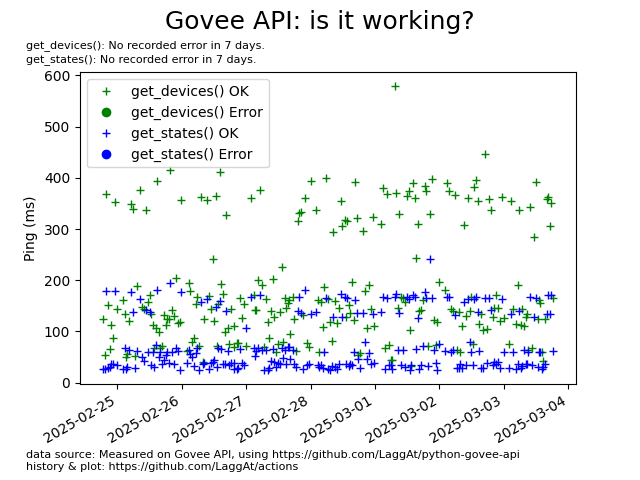 Govee API: is it working?
get_devices(): No recorded error in 7 days.
get_states(): No recorded error in 7 days.
600
500
400
300
200
100
0
Ping (ms)
get_devices() OK
get_devices() Error
get_states() OK
get_states() Error
2025-02-25
2025-02-26
2025-02-27
2025-02-28
2025-03-01
2025-03-02
2025-03-03
2025-03-04
data source: Measured on Govee API, using https://github.com/LaggAt/python-govee-api
history & plot: https://github.com/LaggAt/actions